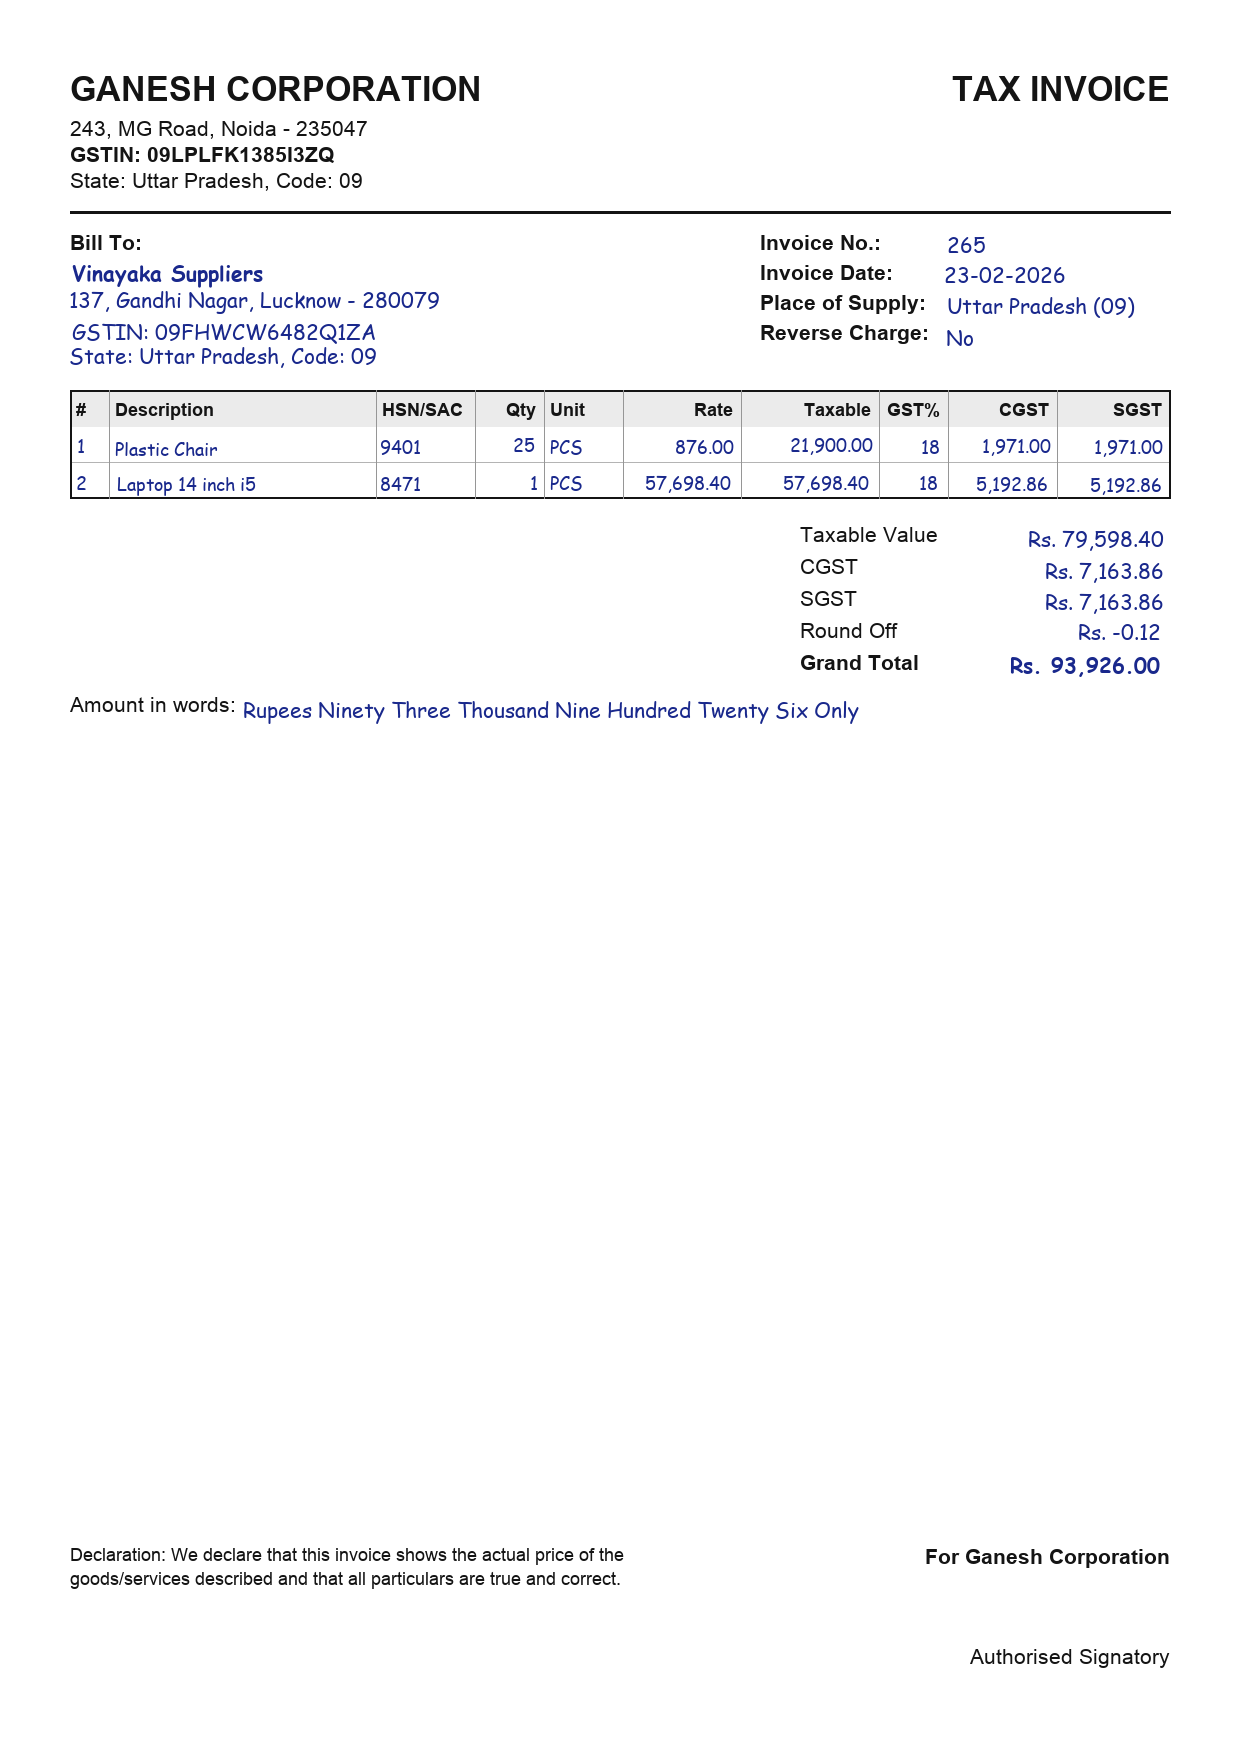 GANESH CORPORATION TAX INVOICE
243, MG Road, Noida - 235047
GSTIN: 09LPLFK1385I3ZQ
State: Uttar Pradesh, Code: 09
Bill To:
Vinayaka Suppliers
137, Gandhi Nagar, Lucknow - 280079
GSTIN: 09FHWCW6482Q1ZA
State: Uttar Pradesh, Code: 09
Invoice No.: 265
Invoice Date: 23-02-2026
Place of Supply: Uttar Pradesh (09)
Reverse Charge: No
# Description HSN/SAC Qty Unit Rate Taxable GST% CGST SGST
1 Plastic Chair 9401 25 PCS 876.00 21,900.00 18 1,971.00 1,971.00
2 Laptop 14 inch i5 8471 1 PCS 57,698.40 57,698.40 18 5,192.86 5,192.86
Taxable Value Rs. 79,598.40
CGST Rs. 7,163.86
SGST Rs. 7,163.86
Round Off Rs. -0.12
Grand Total Rs. 93,926.00
Amount in words: Rupees Ninety Three Thousand Nine Hundred Twenty Six Only
Declaration: We declare that this invoice shows the actual price of the
goods/services described and that all particulars are true and correct.
For Ganesh Corporation
Authorised Signatory